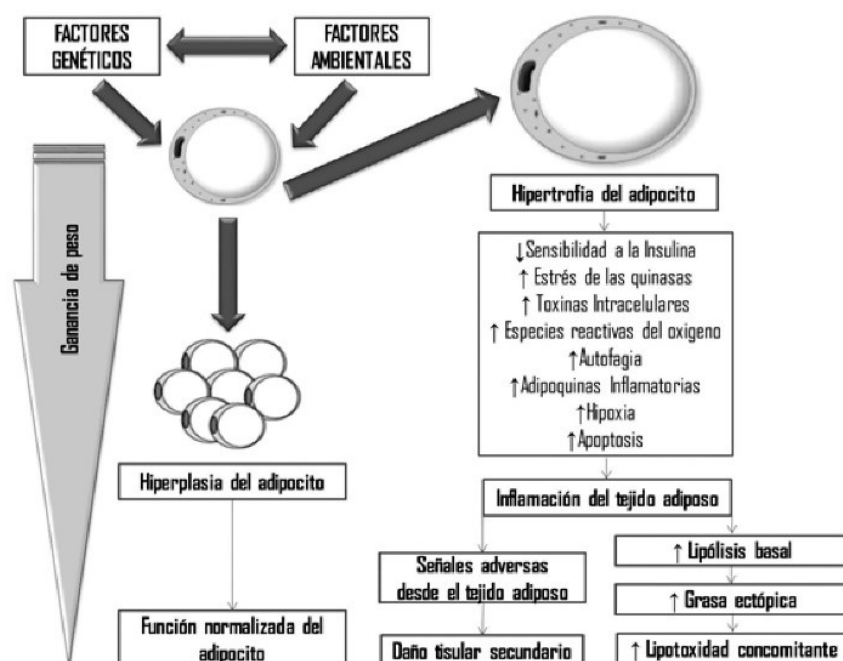 FACTORES
GENÉTICOS
FACTORES
AMBIENTALES
Ganancia de peso
Hipertrofia del adipocito
↓Sensibilidad a la Insulina
↑ Estrés de las quinasas
↑ Toxinas Intracelulares
↑ Especies reactivas del oxigeno
↑Autofagia
↑Adipoquinas Inflamatorias
↑Hipoxia
↑Apoptosis
Hiperplasia del adipocito
Inflamación del tejido adiposo
Señales adversas
desde el tejido adiposo
↑ Lipólisis basal
↑ Grasa ectópica
Función normalizada del
adipocito
Daño tisular secundario
↑ Lipotoxidad concomitante